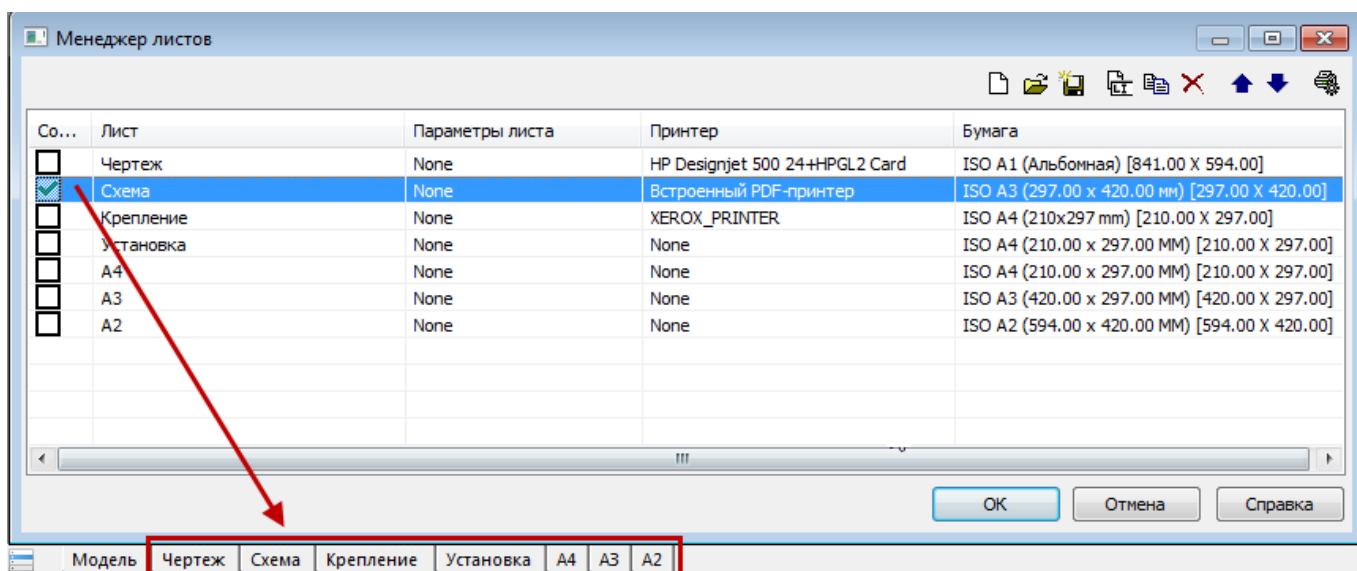 Менеджер листов
Со... Лист Параметры листа Принтер Бумага
Чертеж None HP Designjet 500 24+HPGL2 Card ISO A1 (Альбомная) [841.00 X 594.00]
Схема None Встроенный PDF-принтер ISO A3 (297.00 x 420.00 мм) [297.00 X 420.00]
Крепление None XEROX_PRINTER ISO A4 (210x297 mm) [210.00 X 297.00]
Установка None None ISO A4 (210.00 x 297.00 MM) [210.00 X 297.00]
A4 None None ISO A4 (210.00 x 297.00 MM) [210.00 X 297.00]
A3 None None ISO A3 (420.00 x 297.00 MM) [420.00 X 297.00]
A2 None None ISO A2 (594.00 x 420.00 MM) [594.00 X 420.00]
ОК Отмена Справка
Модель Чертеж Схема Крепление Установка A4 A3 A2